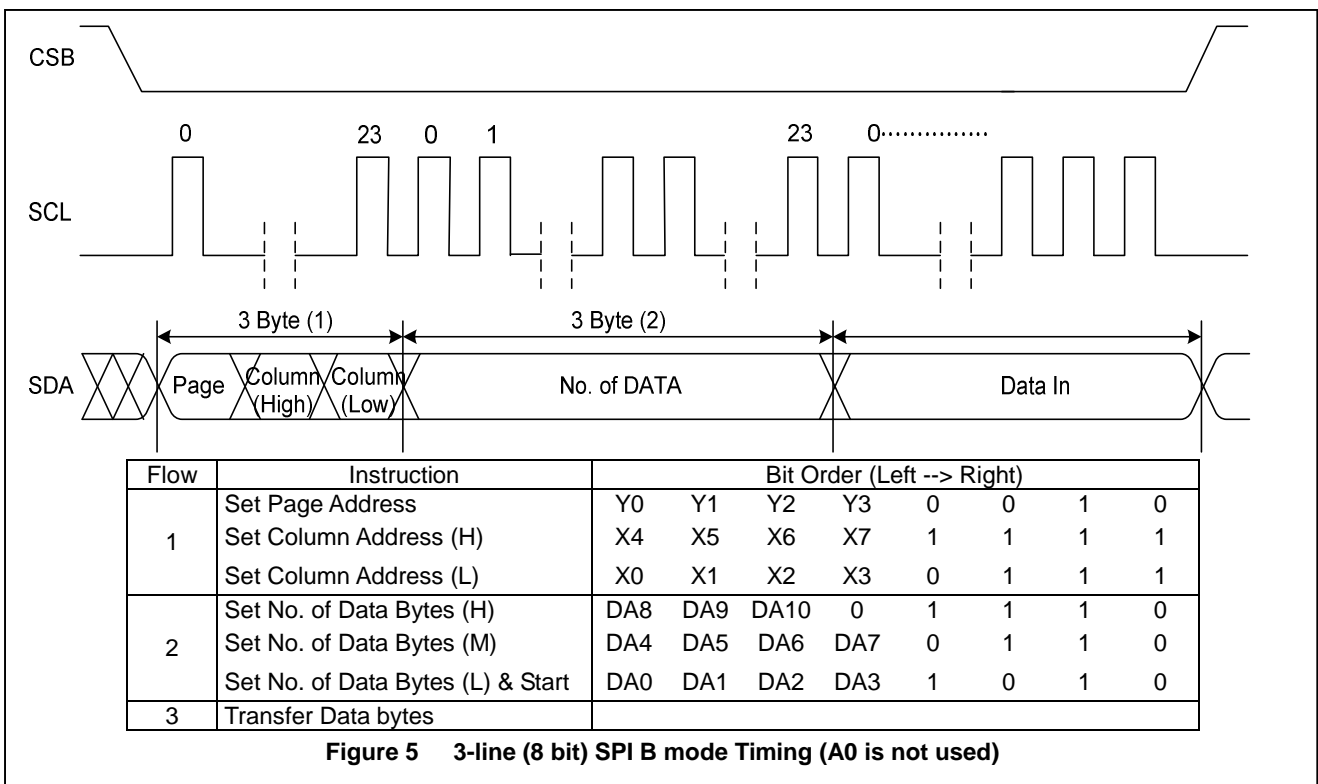 CSB
0 23 0 1 23 0...............
SCL
3 Byte (1) 3 Byte (2)
SDA Page Column (High) Column (Low) No. of DATA Data In
Flow Instruction Bit Order (Left --> Right)
1
Set Page Address Y0 Y1 Y2 Y3 0 0 1 0
Set Column Address (H) X4 X5 X6 X7 1 1 1 1
Set Column Address (L) X0 X1 X2 X3 0 1 1 1
2
Set No. of Data Bytes (H) DA8 DA9 DA10 0 1 1 1 0
Set No. of Data Bytes (M) DA4 DA5 DA6 DA7 0 1 1 0
Set No. of Data Bytes (L) & Start DA0 DA1 DA2 DA3 1 0 1 0
3 Transfer Data bytes
Figure 5 3-line (8 bit) SPI B mode Timing (A0 is not used)